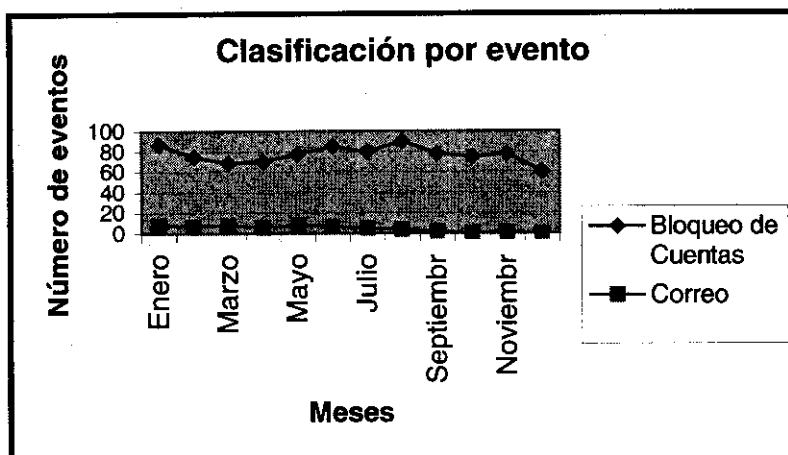 Clasificación por evento
Número de eventos
100
80
60
40
20
0
Enero
Marzo
Mayo
Julio
Septiembr
Noviembr
Meses
Bloqueo de
Cuentas
Correo